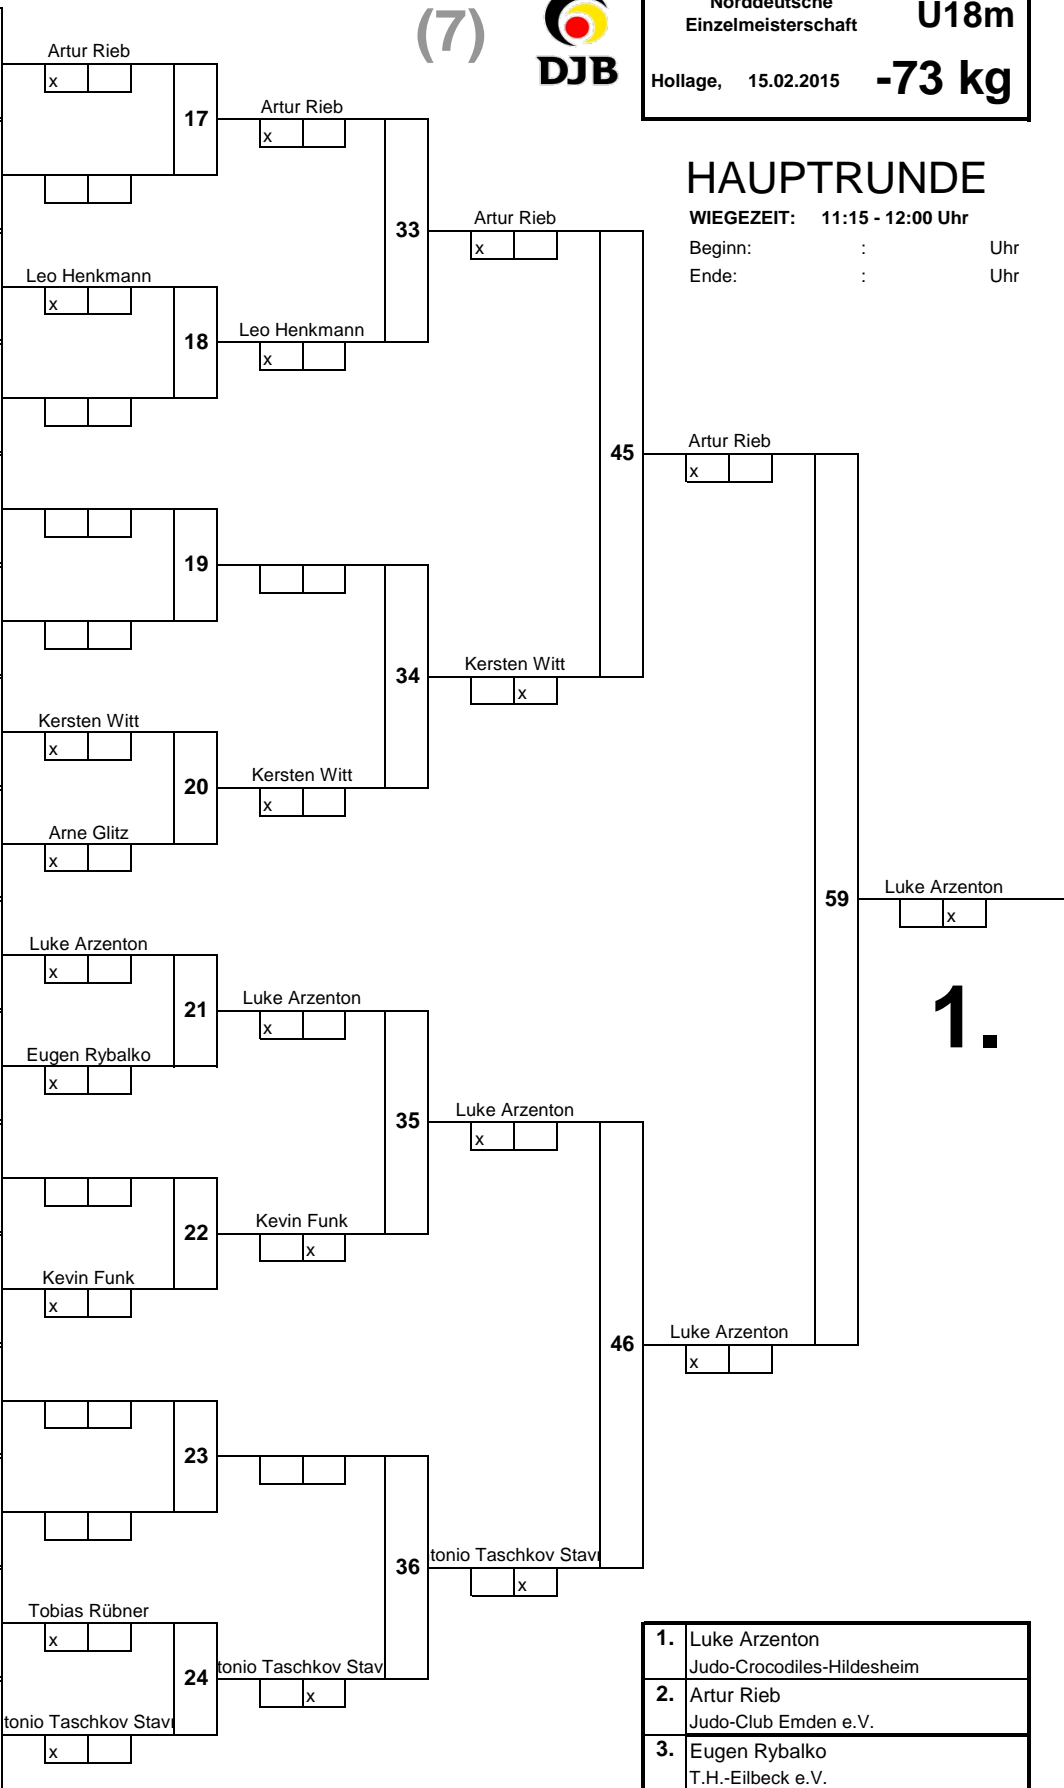 Norddeutsche
Einzelmeisterschaft
U18m
(7)
DJB
Hollage, 15.02.2015
-73 kg
HAUPTRUNDE
WIEGEZEIT: 11:15 - 12:00 Uhr
Beginn: : Uhr
Ende: : Uhr
Artur Rieb
x
17
Artur Rieb
x
33
Artur Rieb
x
Leo Henkmann
x
18
Leo Henkmann
x
45
Artur Rieb
x
19
34
Kersten Witt
x
Kersten Witt
x
20
Kersten Witt
x
Arne Glitz
x
59
Luke Arzenton
x
1.
Luke Arzenton
x
21
Luke Arzenton
x
Eugen Rybalko
x
35
Luke Arzenton
x
22
Kevin Funk
x
Kevin Funk
x
46
Luke Arzenton
x
23
36
tonio Taschkov Stav
x
Tobias Rübner
x
24
tonio Taschkov Stav
x
tonio Taschkov Stav
x
1. Luke Arzenton
Judo-Crocodiles-Hildesheim
2. Artur Rieb
Judo-Club Emden e.V.
3. Eugen Rybalko
T.H.-Eilbeck e.V.